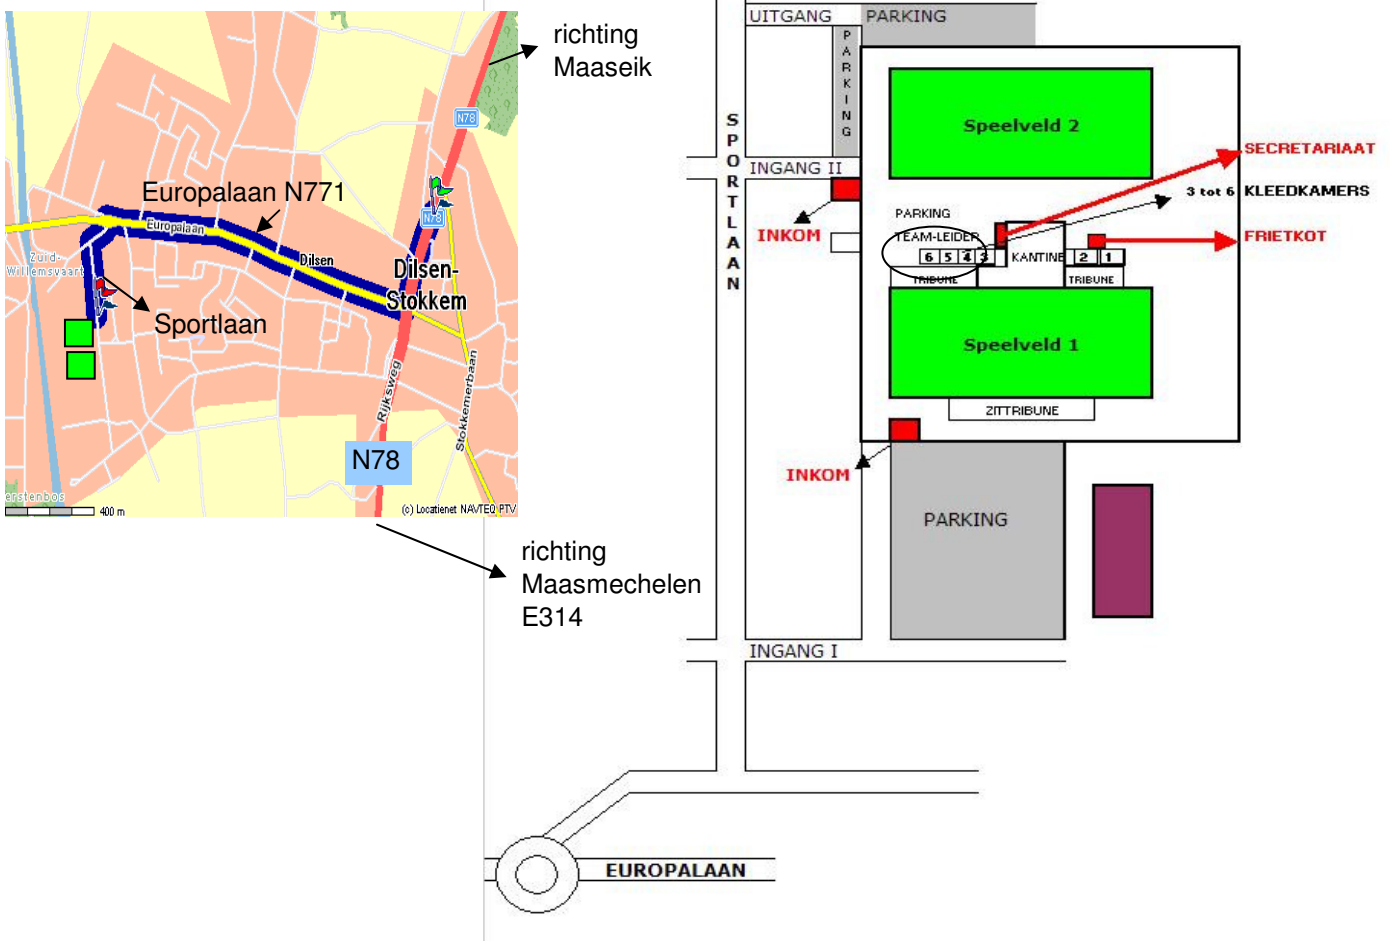 richting
Maaseik
N78
Europalaan N771
Europalaan
N78
Dilsen
Zuid-
Willemsvaart
Dilsen-
Stokkem
Sportlaan
Rijksweg
Stokkemerbaan
N78
erstenbos
400 m
(c) Locatienet NAVTEQ PTV
richting
Maasmechelen
E314
UITGANG
PARKING
PARKING
SPORTLAAN
Speelveld 2
INGANG II
SECRETARIAAT
3 tot 6 KLEEDKAMERS
PARKING
TEAM-LEIDER
INKOM
FRIETKOT
6 5 4 3
KANTINE
2 1
TRIBUNE
TRIBUNE
Speelveld 1
ZITTRIBUNE
INKOM
PARKING
INGANG I
EUROPALAAN